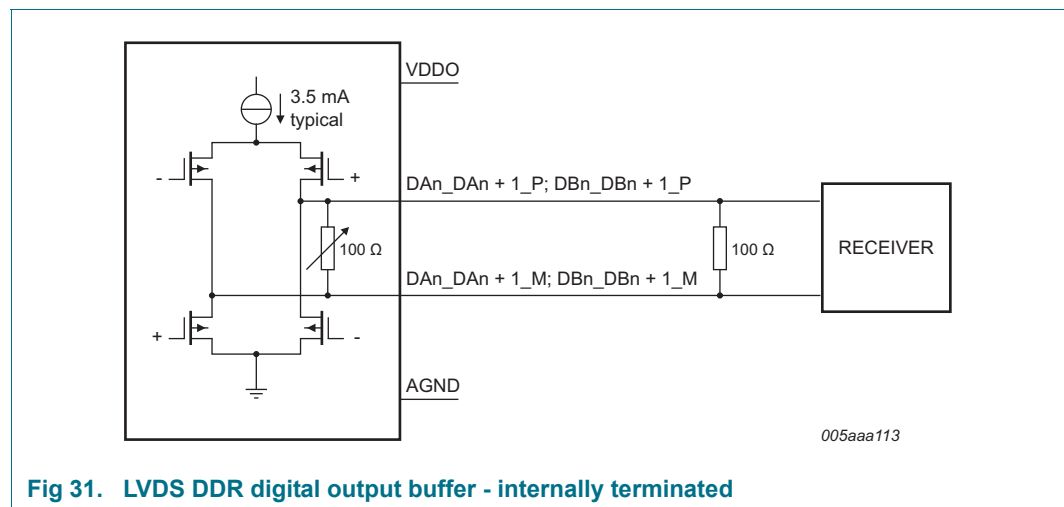 VDDO
3.5 mA
typical
-
+
DAn_DAn + 1_P; DBn_DBn + 1_P
100 Ω
100 Ω
RECEIVER
DAn_DAn + 1_M; DBn_DBn + 1_M
+
-
AGND
005aaa113
Fig 31. LVDS DDR digital output buffer - internally terminated